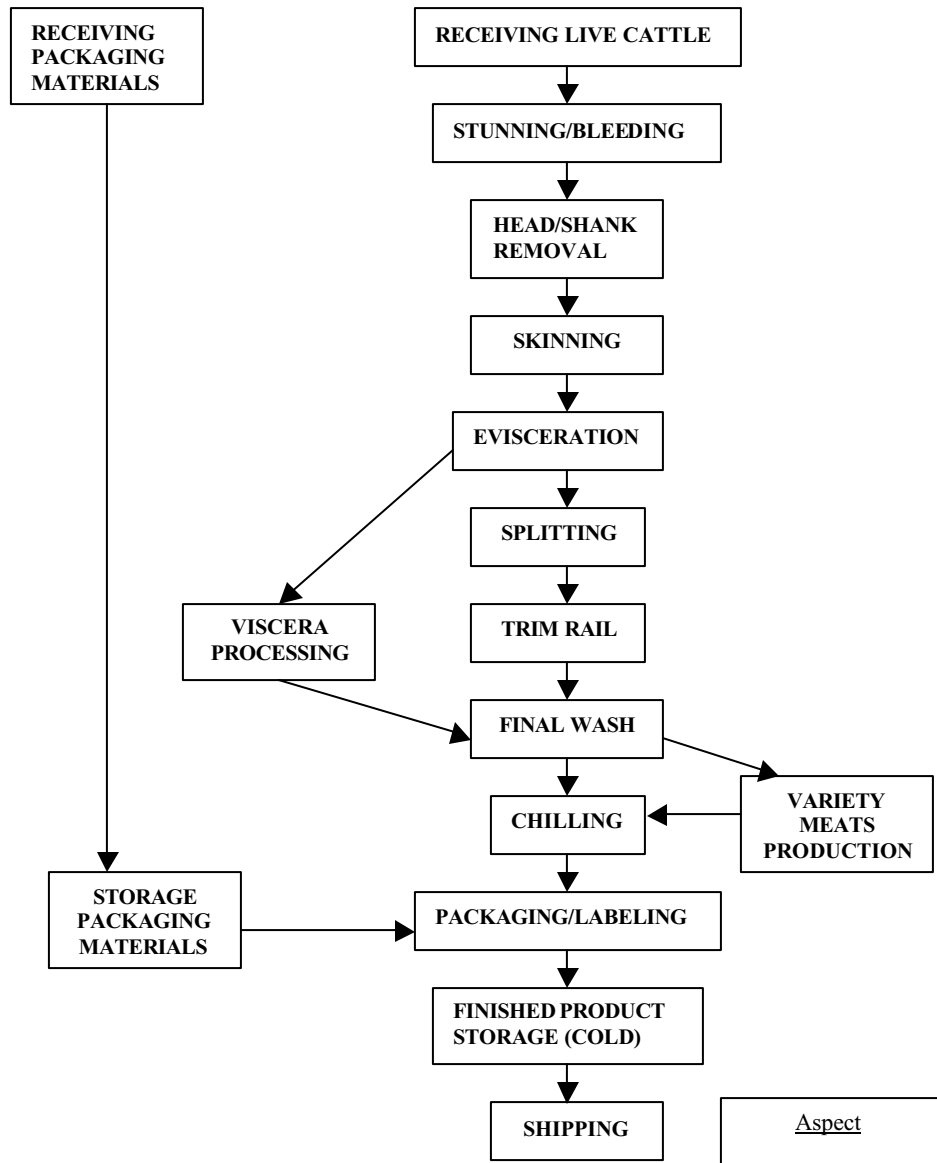 RECEIVING
PACKAGING
MATERIALS
RECEIVING LIVE CATTLE
STUNNING/BLEEDING
HEAD/SHANK
REMOVAL
SKINNING
EVISCERATION
SPLITTING
VISCERA
PROCESSING
TRIM RAIL
FINAL WASH
CHILLING
VARIETY
MEATS
PRODUCTION
STORAGE
PACKAGING
MATERIALS
PACKAGING/LABELING
FINISHED PRODUCT
STORAGE (COLD)
SHIPPING
Aspect